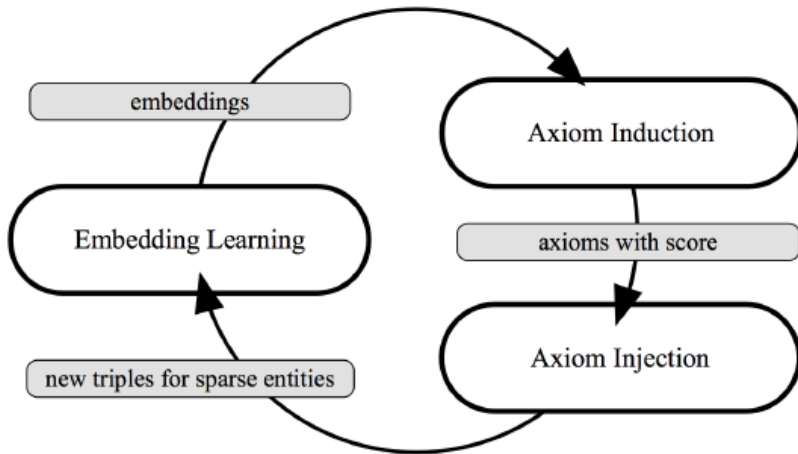 embeddings
Axiom Induction
Embedding Learning
axioms with score
new triples for sparse entities
Axiom Injection